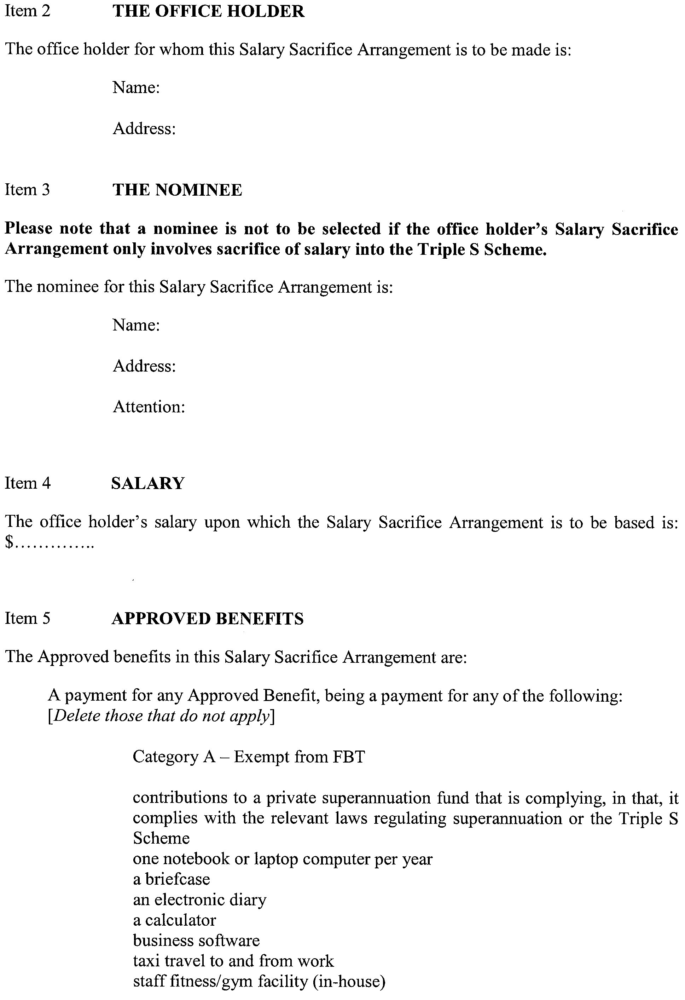 Item 2 THE OFFICE HOLDER
The office holder for whom this Salary Sacrifice Arrangement is to be made is:
Name:
Address:
Item 3 THE NOMINEE
Please note that a nominee is not to be selected if the office holder's Salary Sacrifice
Arrangement only involves sacrifice of salary into the Triple S Scheme.
The nominee for this Salary Sacrifice Arrangement is:
Name:
Address:
Attention:
Item 4 SALARY
The office holder's salary upon which the Salary Sacrifice Arrangement is to be based is:
$..............
Item 5 APPROVED BENEFITS
The Approved benefits in this Salary Sacrifice Arrangement are:
A payment for any Approved Benefit, being a payment for any of the following:
[Delete those that do not apply]
Category A – Exempt from FBT
contributions to a private superannuation fund that is complying, in that, it
complies with the relevant laws regulating superannuation or the Triple S
Scheme
one notebook or laptop computer per year
a briefcase
an electronic diary
a calculator
business software
taxi travel to and from work
staff fitness/gym facility (in-house)